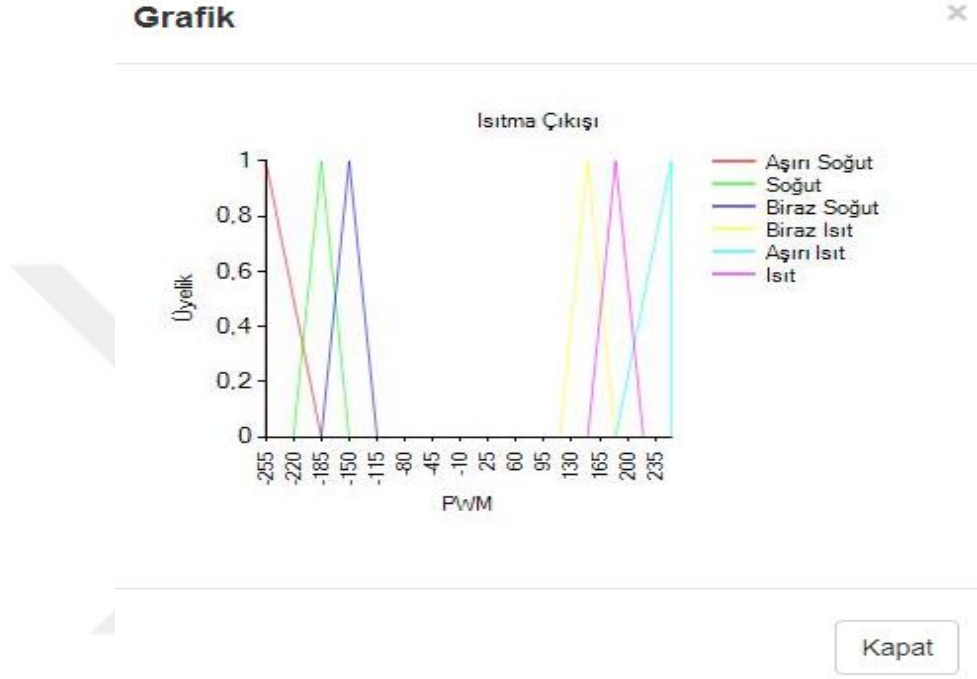 Grafik
×
Isıtma Çıkışı
1
0.8
0.6
0.4
0.2
0
Üyelik
-255
-220
-185
-150
-115
-80
-45
-10
25
60
95
130
165
200
235
PWM
Aşırı Soğut
Soğut
Biraz Soğut
Biraz Isıt
Aşırı Isıt
Isıt
Kapat